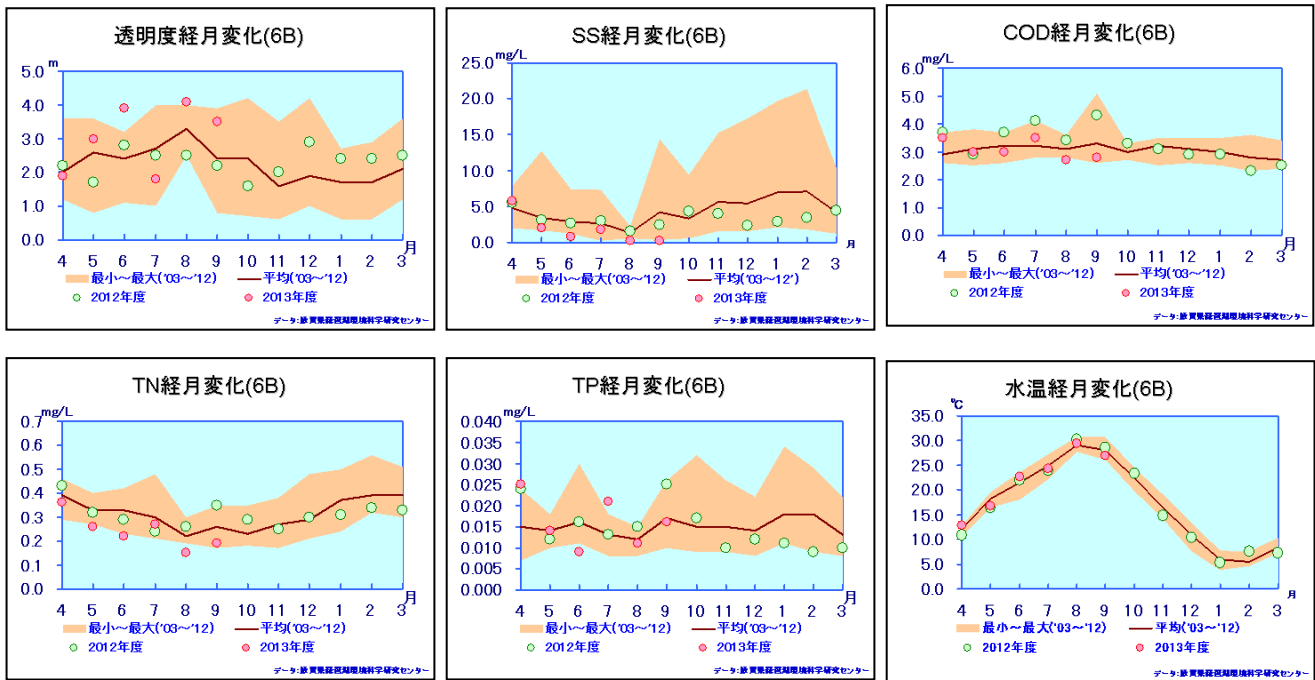 透明度経月変化(6B)
m
5.0
4.0
3.0
2.0
1.0
0.0
4 5 6 7 8 9 10 11 12 1 2 3
月
最小～最大('03～'12) 平均('03～'12)
2012年度 2013年度
SS経月変化(6B)
mg/L
25.0
20.0
15.0
10.0
5.0
0.0
4 5 6 7 8 9 10 11 12 1 2 3
月
最小～最大('03～'12) 平均('03～'12')
2012年度 2013年度
COD経月変化(6B)
mg/L
6.0
5.0
4.0
3.0
2.0
1.0
0.0
4 5 6 7 8 9 10 11 12 1 2 3
月
最小～最大('03～'12) 平均('03～'12)
2012年度 2013年度
TN経月変化(6B)
mg/L
0.7
0.6
0.5
0.4
0.3
0.2
0.1
0.0
4 5 6 7 8 9 10 11 12 1 2 3
月
最小～最大('03～'12) 平均('03～'12)
2012年度 2013年度
TP経月変化(6B)
mg/L
0.040
0.035
0.030
0.025
0.020
0.015
0.010
0.005
0.000
4 5 6 7 8 9 10 11 12 1 2 3
月
最小～最大('03～'12) 平均('03～'12)
2012年度 2013年度
水温経月変化(6B)
℃
35.0
30.0
25.0
20.0
15.0
10.0
5.0
0.0
4 5 6 7 8 9 10 11 12 1 2 3
月
最小～最大('03～'12) 平均('03～'12)
2012年度 2013年度